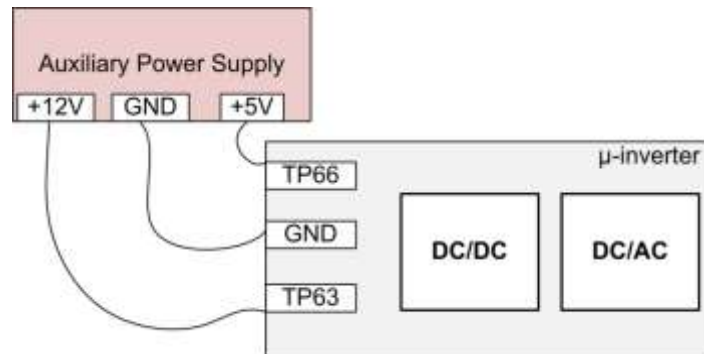 Auxiliary Power Supply
+12V GND +5V
μ-inverter
TP66
GND
DC/DC DC/AC
TP63